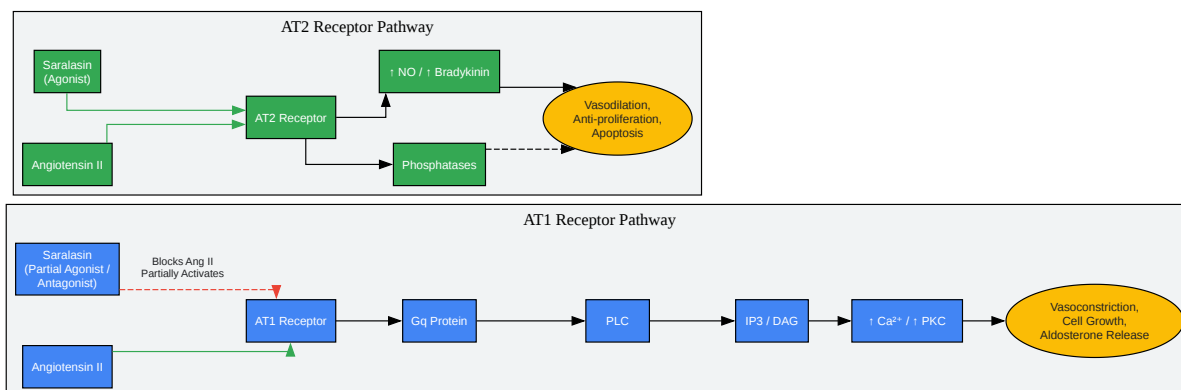 AT2 Receptor Pathway
Saralasin
(Agonist)
↑ NO / ↑ Bradykinin
Vasodilation,
Anti-proliferation,
Apoptosis
AT2 Receptor
Angiotensin II
Phosphatases
AT1 Receptor Pathway
Saralasin
(Partial Agonist /
Antagonist)
Blocks Ang II
Partially Activates
AT1 Receptor
Gq Protein
PLC
IP3 / DAG
↑ Ca²⁺ / ↑ PKC
Vasoconstriction,
Cell Growth,
Aldosterone Release
Angiotensin II